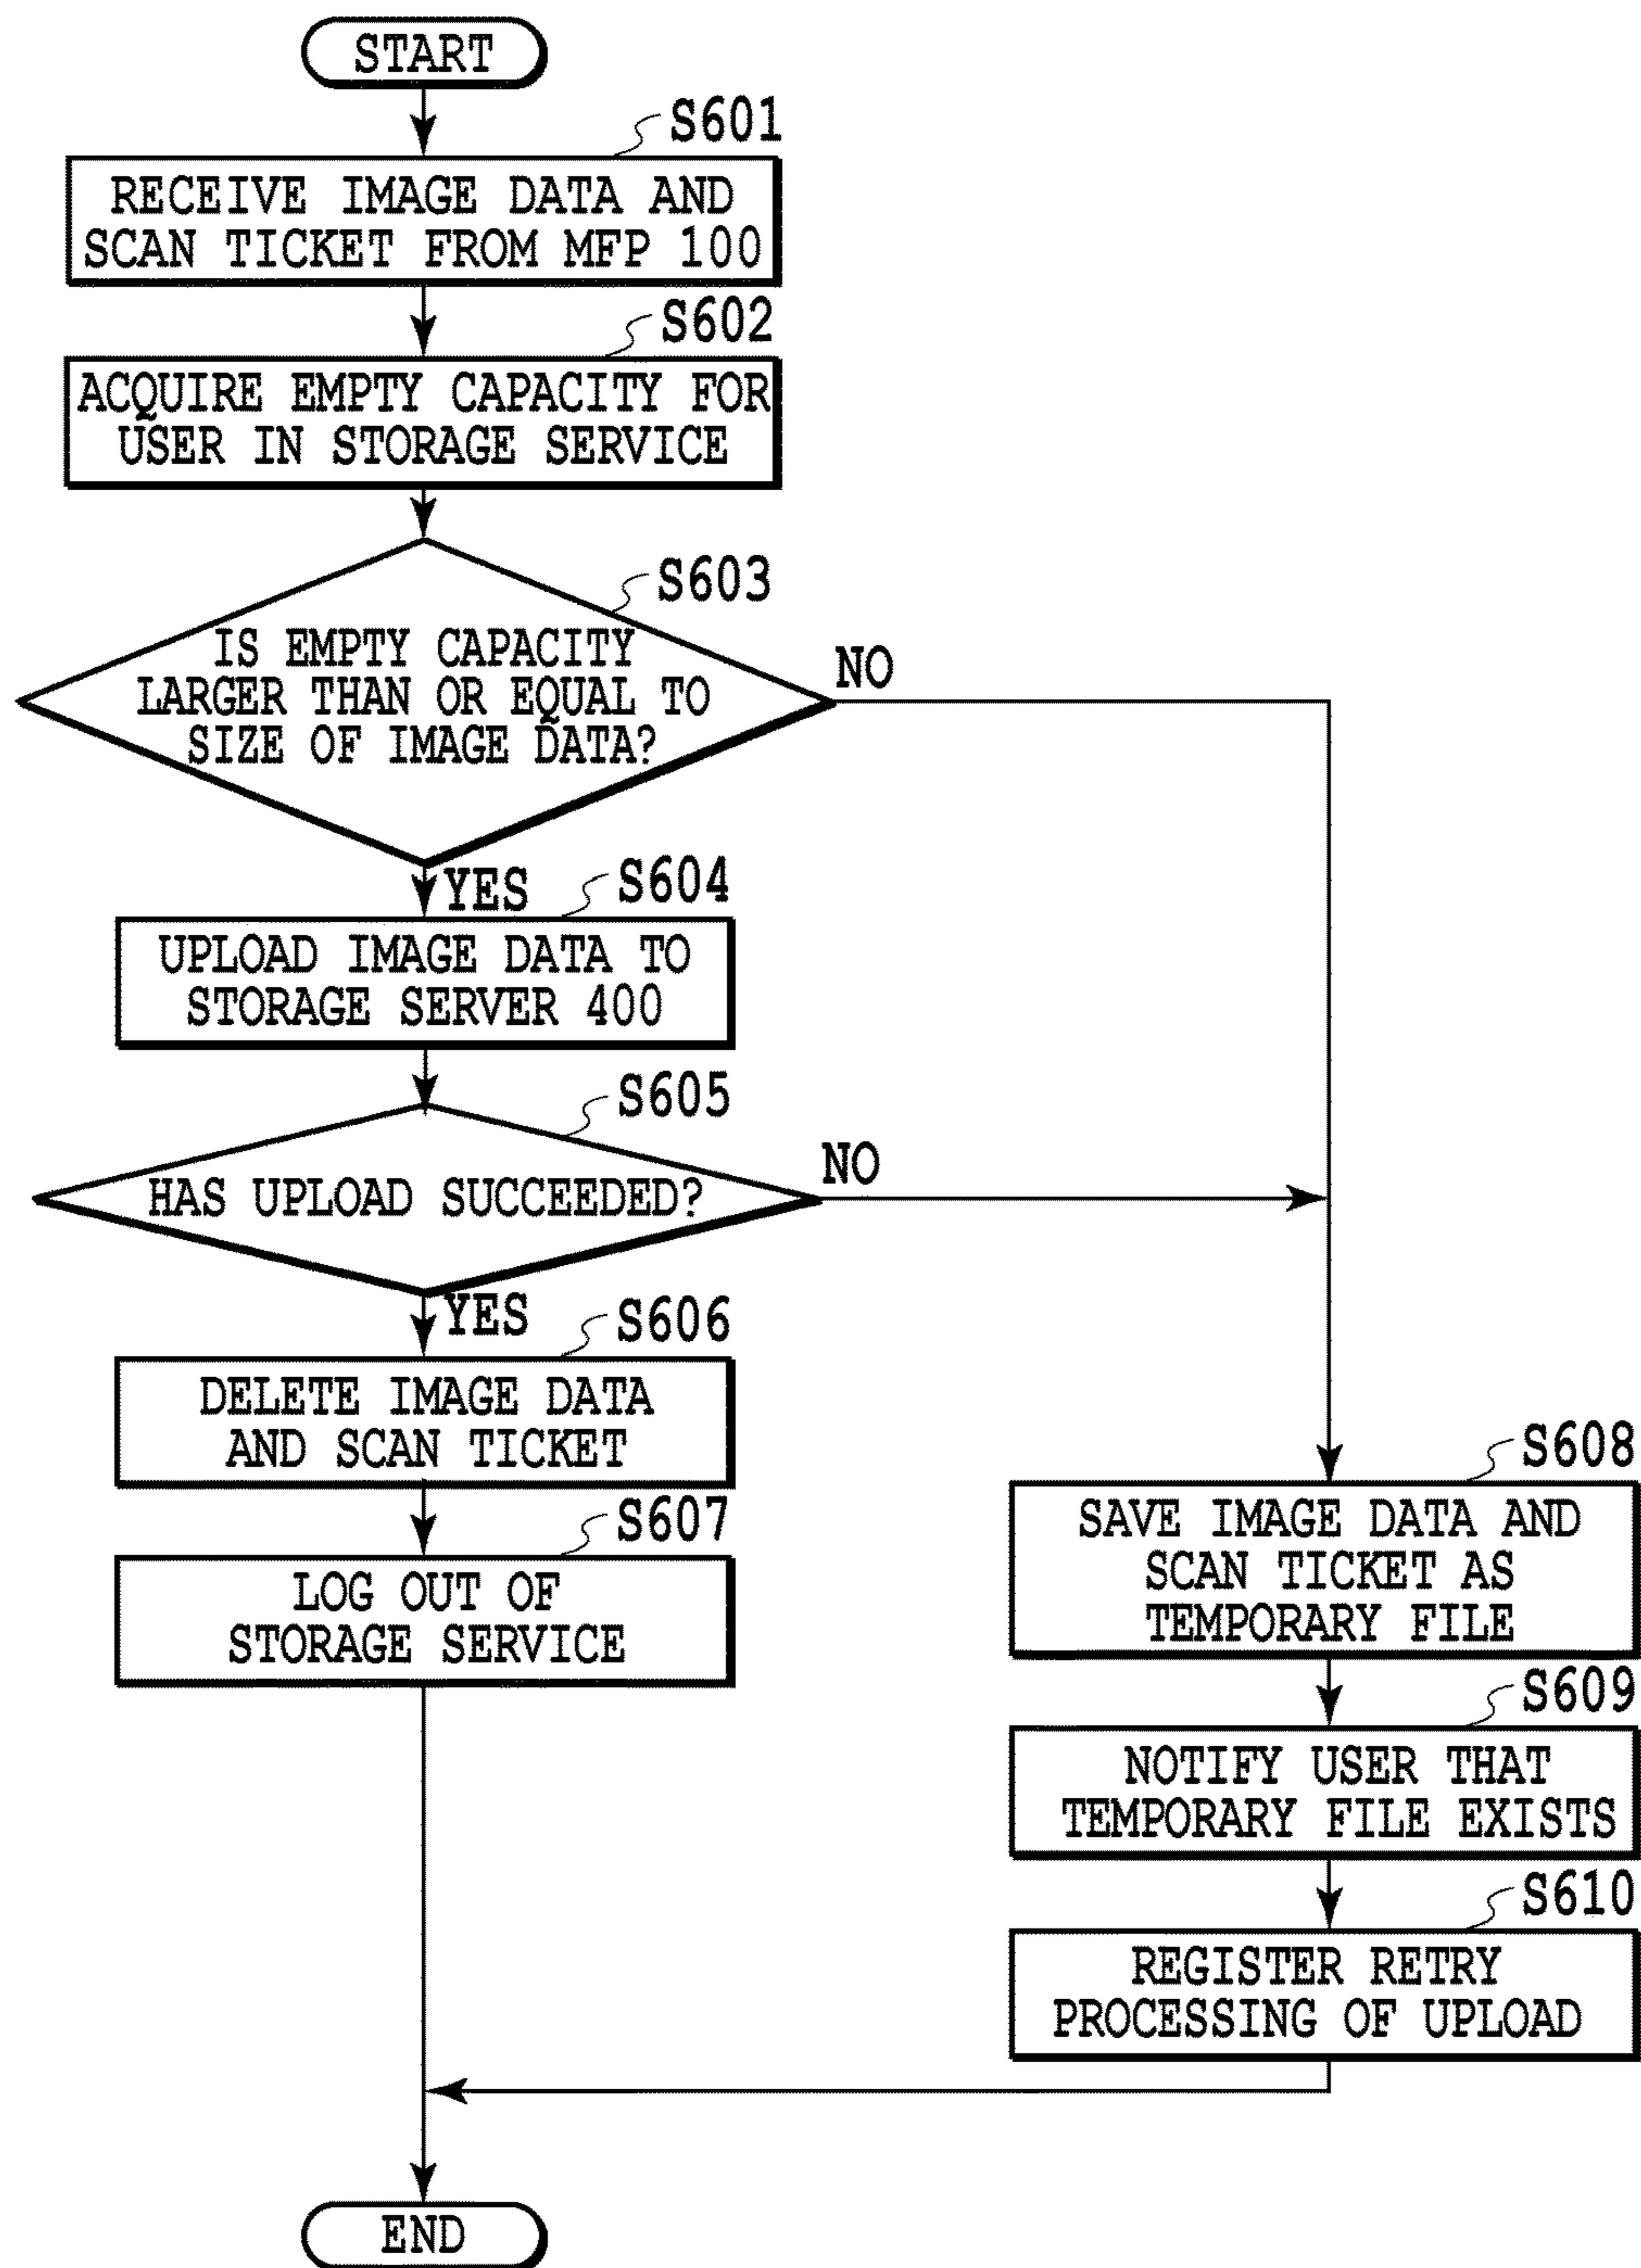 START
S601
RECEIVE IMAGE DATA AND
SCAN TICKET FROM MFP 100
S602
ACQUIRE EMPTY CAPACITY FOR
USER IN STORAGE SERVICE
S603
IS EMPTY CAPACITY
LARGER THAN OR EQUAL TO
SIZE OF IMAGE DATA?
NO
YES
S604
UPLOAD IMAGE DATA TO
STORAGE SERVER 400
S605
HAS UPLOAD SUCCEEDED?
NO
YES
S606
DELETE IMAGE DATA
AND SCAN TICKET
S607
LOG OUT OF
STORAGE SERVICE
S608
SAVE IMAGE DATA AND
SCAN TICKET AS
TEMPORARY FILE
S609
NOTIFY USER THAT
TEMPORARY FILE EXISTS
S610
REGISTER RETRY
PROCESSING OF UPLOAD
END